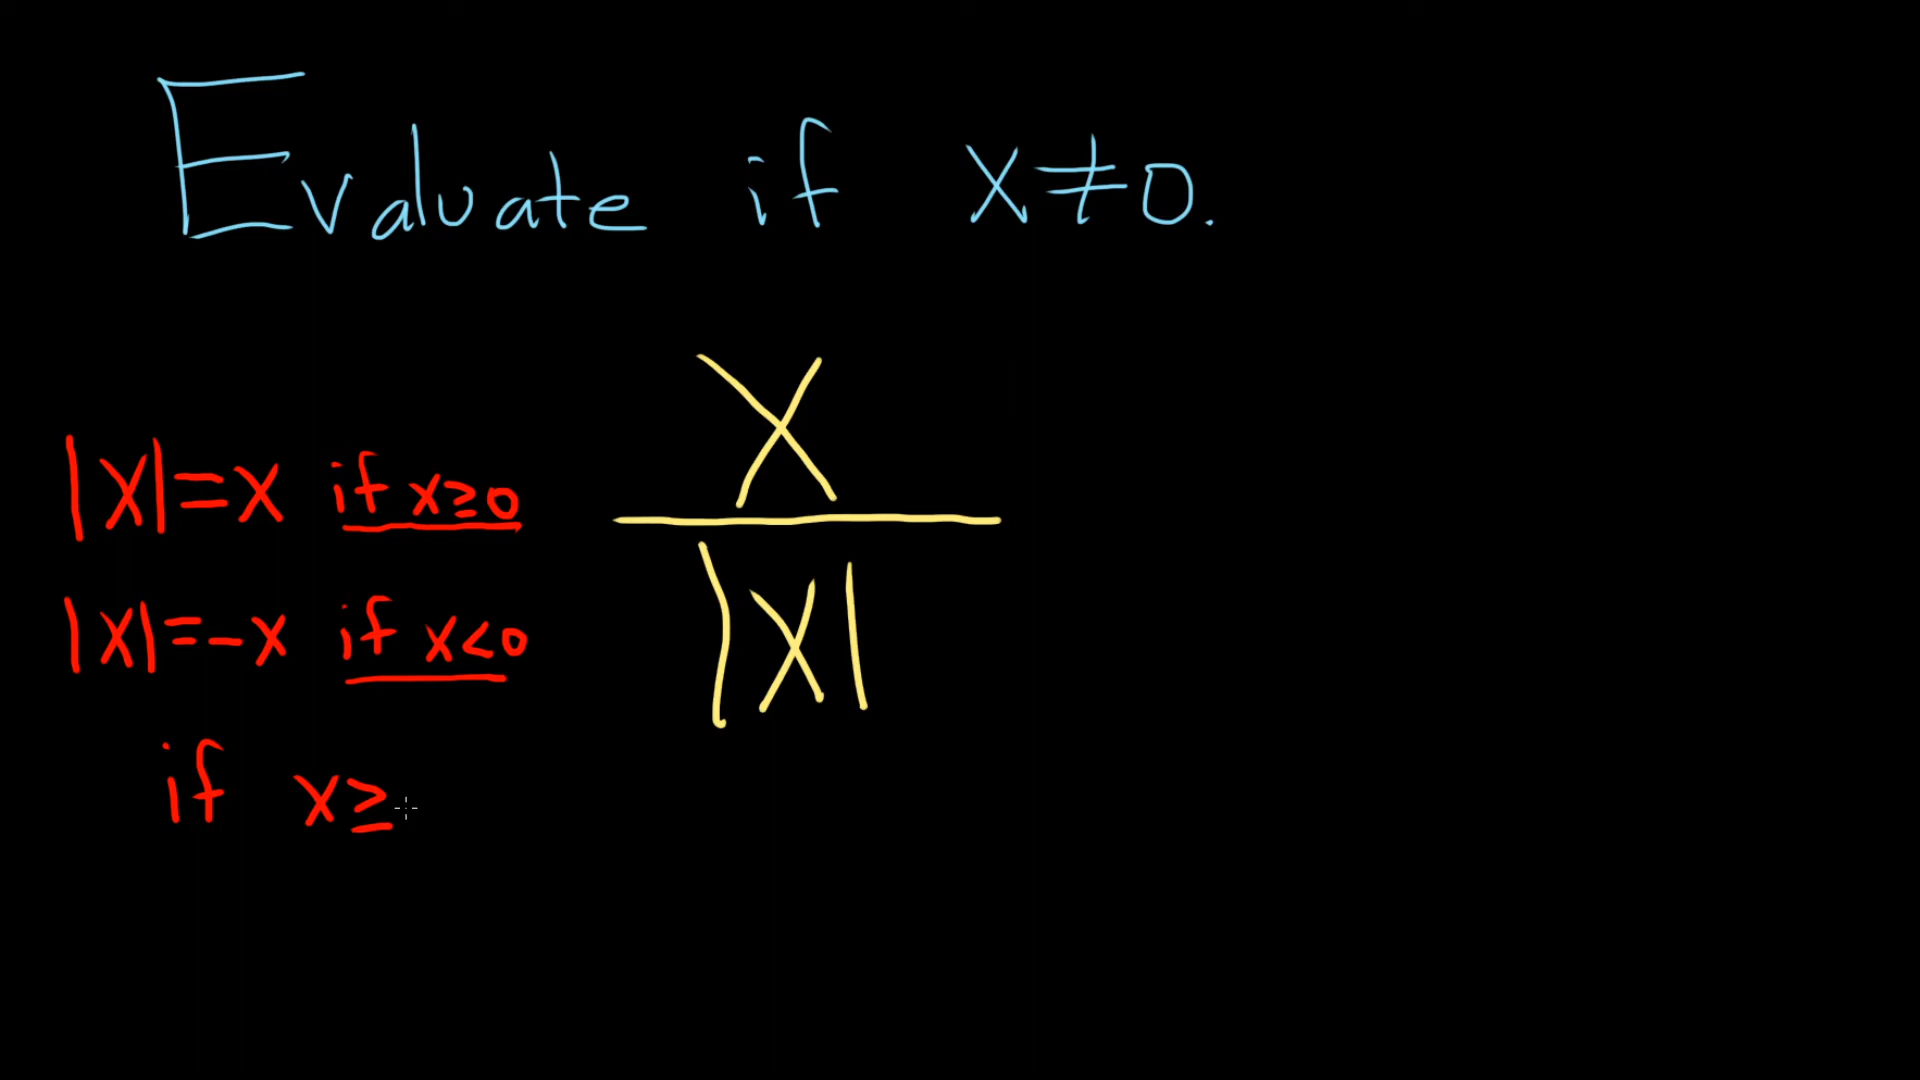 Evaluate if x≠0.
|x|=x if x≥0
|x|=-x if x<0
if x≥
x
|x|